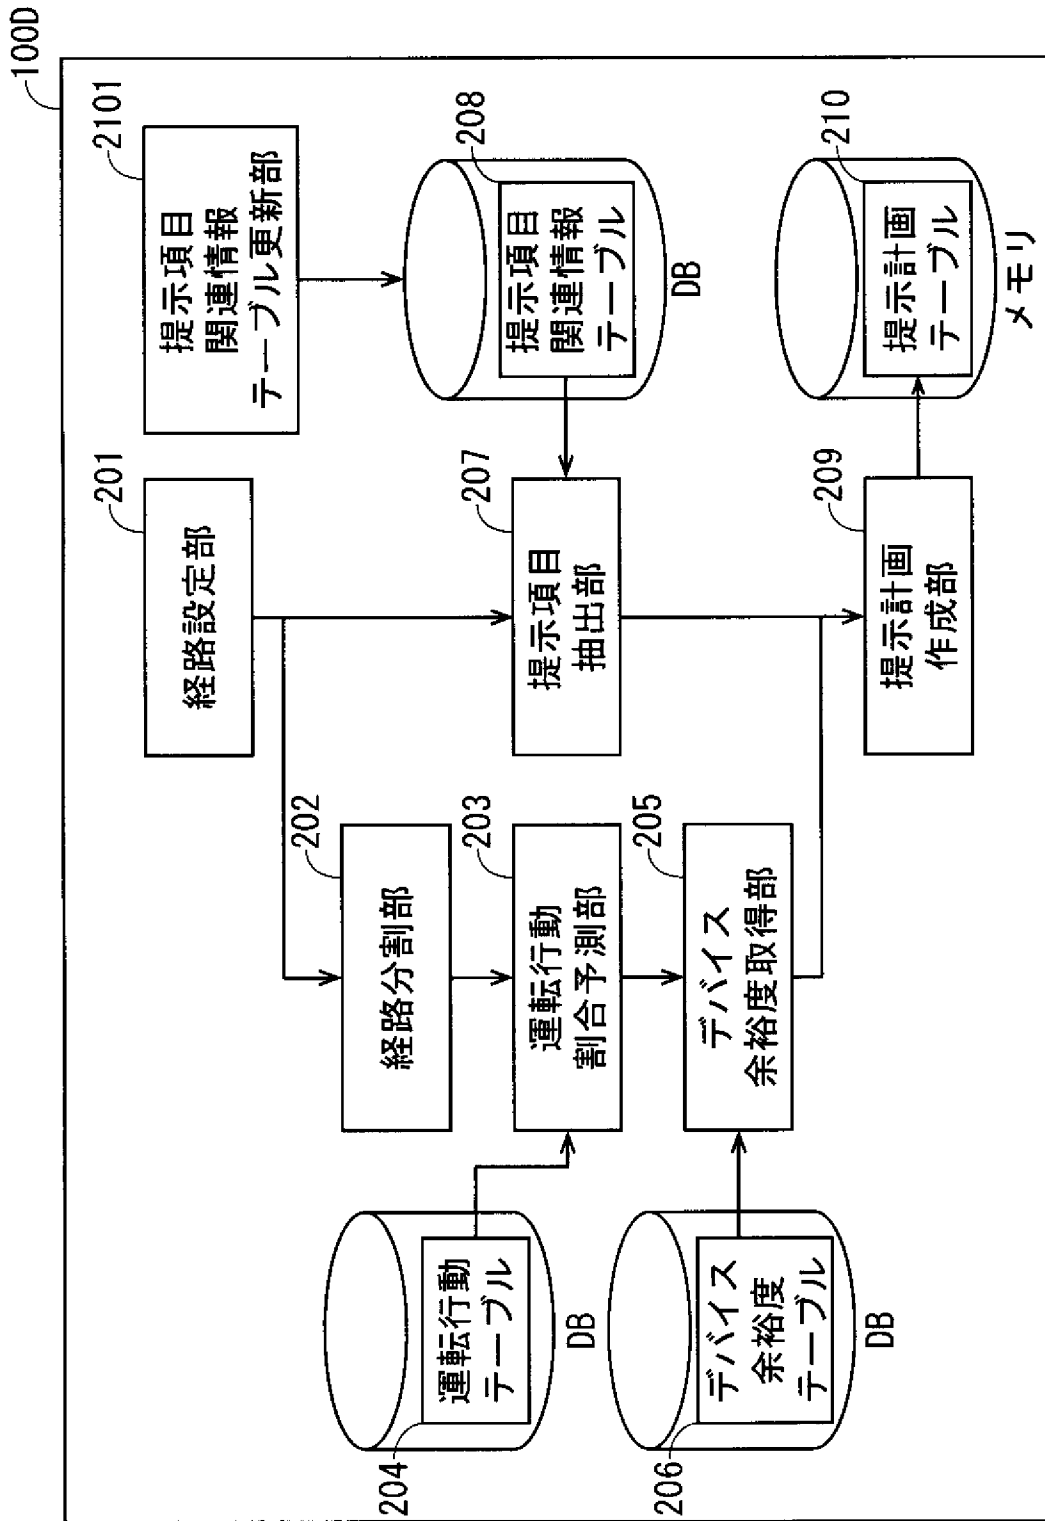 100D
2101
提示項目
関連情報
テーブル更新部
201
経路設定部
208
提示項目
関連情報
テーブル
DB
202
経路分割部
207
提示項目
抽出部
203
運転行動
割合予測部
204
運転行動
テーブル
DB
205
デバイス
余裕度取得部
206
デバイス
余裕度
テーブル
DB
209
提示計画
作成部
210
提示計画
テーブル
メモリ